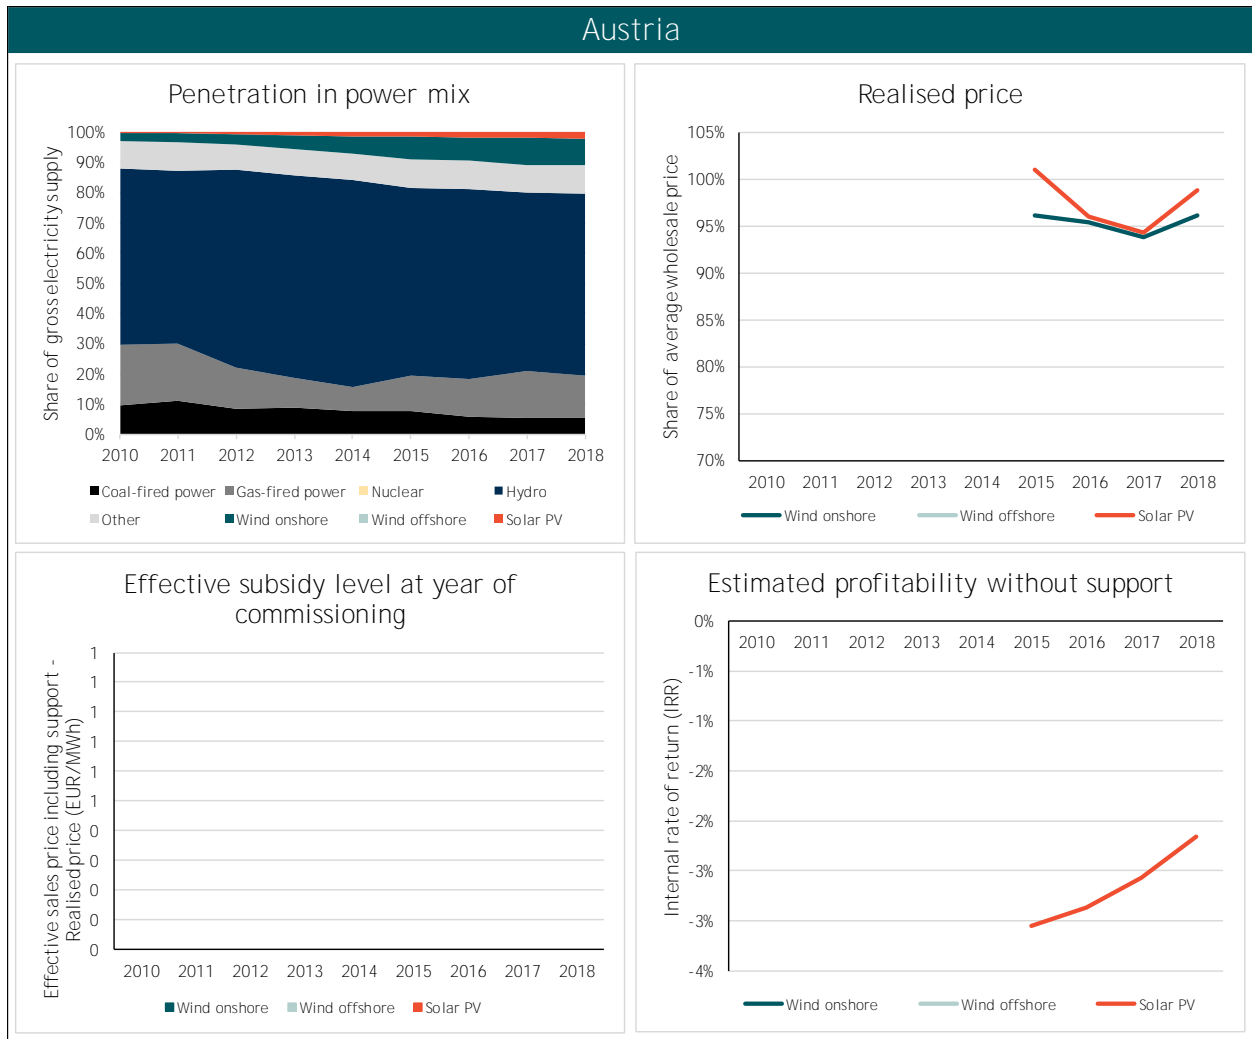 Austria
Penetration in power mix
Share of gross electricity supply
100%
90%
80%
70%
60%
50%
40%
30%
20%
10%
0%
2010 2011 2012 2013 2014 2015 2016 2017 2018
Coal-fired power Gas-fired power Nuclear Hydro
Other Wind onshore Wind offshore Solar PV
Realised price
Share of average wholesale price
105%
100%
95%
90%
85%
80%
75%
70%
2010 2011 2012 2013 2014 2015 2016 2017 2018
Wind onshore Wind offshore Solar PV
Effective subsidy level at year of
commissioning
Effective sales price including support -
Realised price (EUR/MWh)
1
1
1
1
1
1
0
0
0
0
0
2010 2011 2012 2013 2014 2015 2016 2017 2018
Wind onshore Wind offshore Solar PV
Estimated profitability without support
Internal rate of return (IRR)
0%
2010 2011 2012 2013 2014 2015 2016 2017 2018
-1%
-1%
-2%
-2%
-3%
-3%
-4%
Wind onshore Wind offshore Solar PV